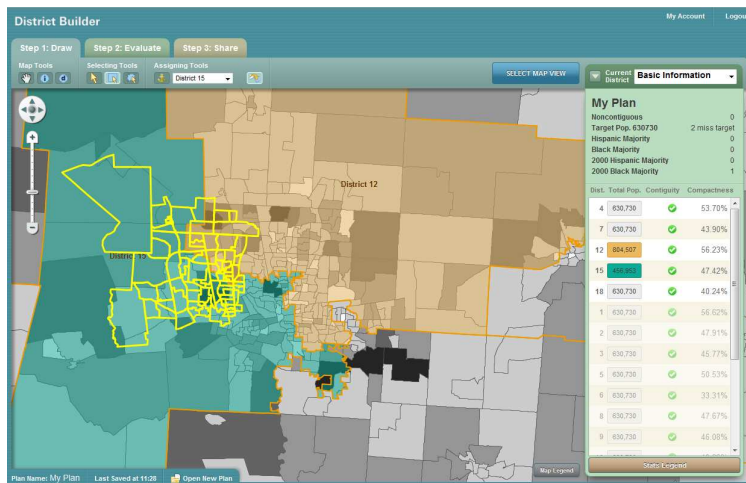 My Account Logou
District Builder
Step 1: Draw
Step 2: Evaluate
Step 3: Share
Map Tools
Selecting Tools
Assigning Tools
District 15
SELECT MAP VIEW
Current District
Basic Information
My Plan
Noncontiguous 0
Target Pop. 630730 2 miss target
Hispanic Majority 0
Black Majority 0
2000 Hispanic Majority 0
2000 Black Majority 1
Dist. Total Pop. Contiguity Compactness
4 630,730 53.70%
7 630,730 43.90%
12 804,507 56.23%
15 47.42%
18 630,730 40.24%
1 630,730 56.62%
2 630,730 47.91%
3 630,730 45.77%
5 630,730 50.53%
6 630,730 33.31%
8 630,730 47.67%
9 630,730 46.08%
Stats Legend
District 12
District 15
Map Legend
Plan Name: My Plan
Last Saved at 11:28
Open New Plan